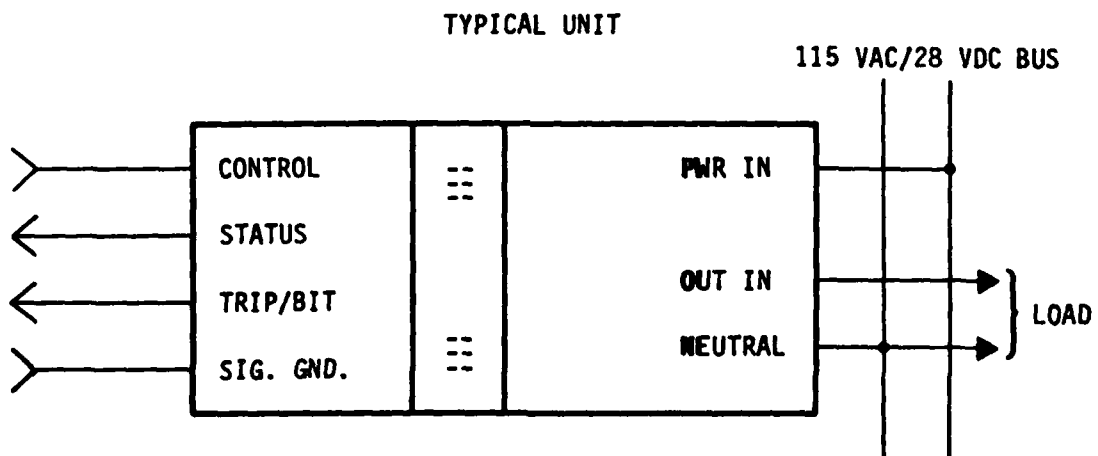 TYPICAL UNIT
115 VAC/28 VDC BUS
CONTROL
STATUS
TRIP/BIT
SIG. GND.
PWR IN
OUT IN
NEUTRAL
LOAD